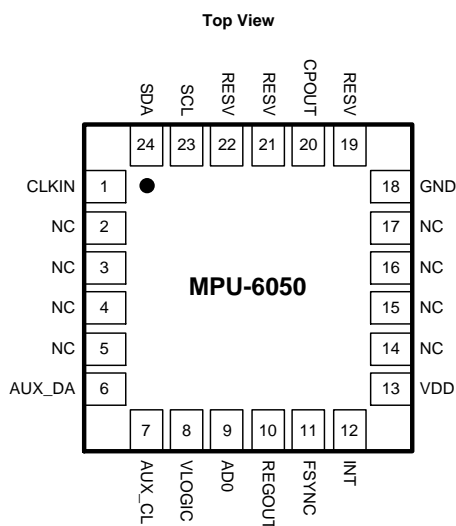 Top View
SDA
SCL
RESV
RESV
CPOUT
RESV
24 23 22 21 20 19
CLKIN 1 18 GND
NC 2 17 NC
NC 3 16 NC
MPU-6050
NC 4 15 NC
NC 5 14 NC
AUX_DA 6 13 VDD
7 8 9 10 11 12
AUX_CL
VLOGIC
AD0
REGOUT
FSYNC
INT